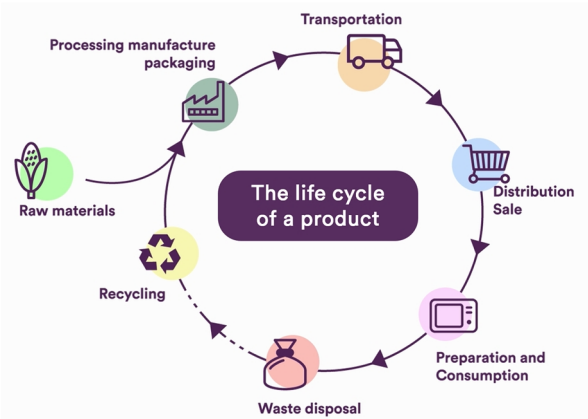 Transportation
Processing manufacture
packaging
The life cycle
of a product
Distribution
Sale
Raw materials
Recycling
Preparation and
Consumption
Waste disposal